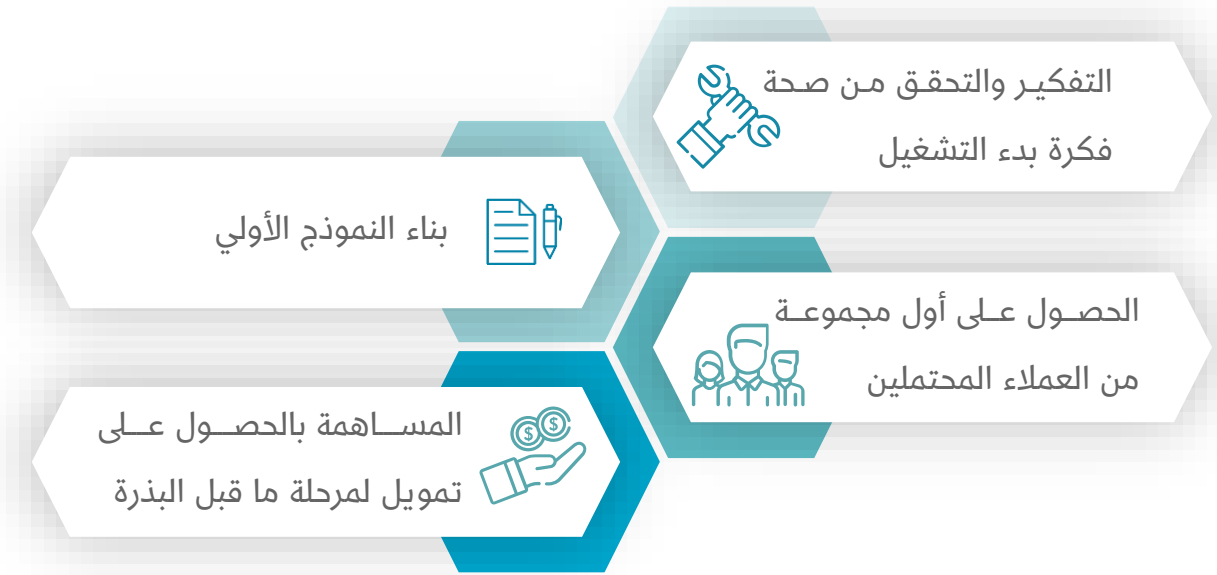 التفكير والتحقق من صحة
فكرة بدء التشغيل
بناء النموذج الأولي
الحصول على أول مجموعة
من العملاء المحتملين
المساهمة بالحصول على
تمويل لمرحلة ما قبل البذرة